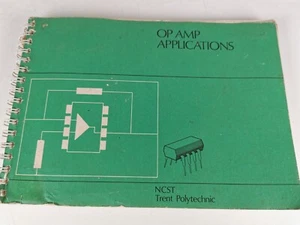 OP AMP
APPLICATIONS
NCST
Trent Polytechnic